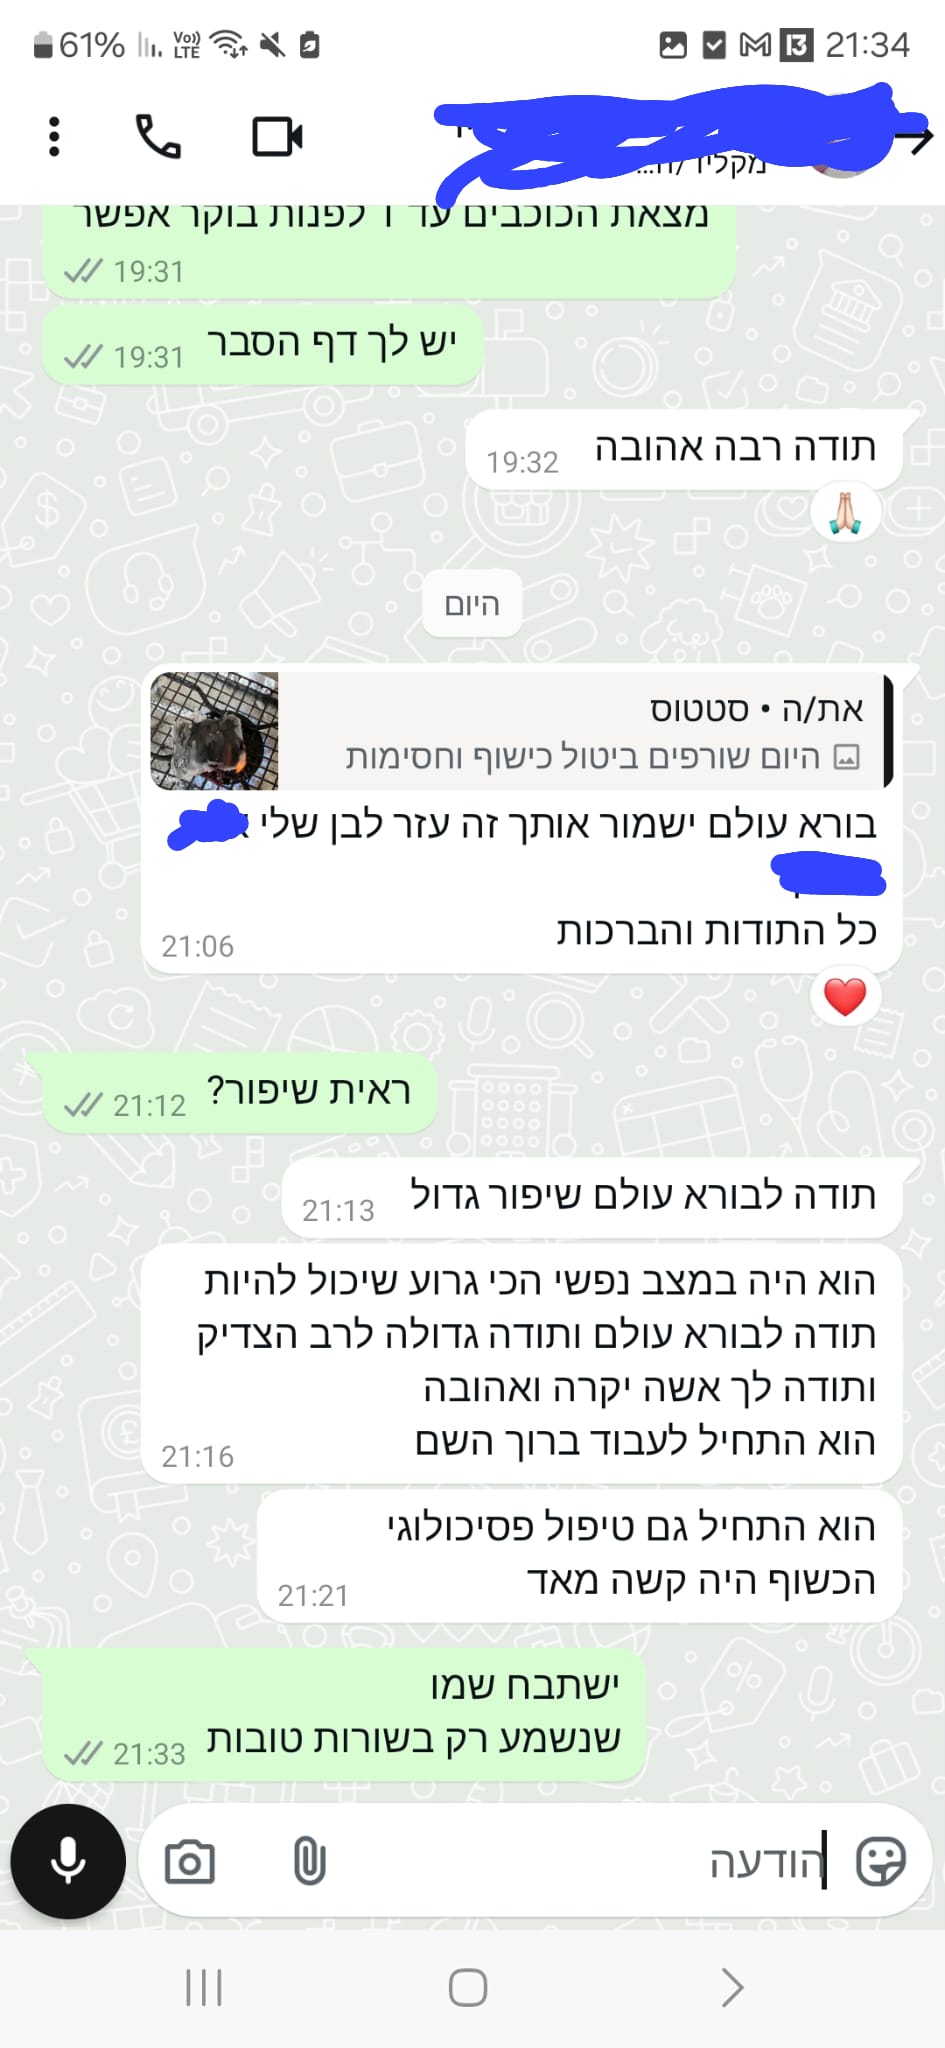 61%
VoLTE
21:34
מקליד/ה...
מצאת הכוכבים עד 1 לפנות בוקר אפשר
19:31
יש לך דף הסבר
19:31
תודה רבה אהובה
19:32
היום
את/ה • סטטוס
היום שורפים ביטול כישוף וחסימות
בורא עולם ישמור אותך זה עזר לבן שלי
כל התודות והברכות
21:06
ראית שיפור?
21:12
תודה לבורא עולם שיפור גדול
21:13
הוא היה במצב נפשי הכי גרוע שיכול להיות
תודה לבורא עולם ותודה גדולה לרב הצדיק
ותודה לך אשה יקרה ואהובה
הוא התחיל לעבוד ברוך השם
21:16
הוא התחיל גם טיפול פסיכולוגי
הכשוף היה קשה מאד
21:21
ישתבח שמו
שנשמע רק בשורות טובות
21:33
הודעה